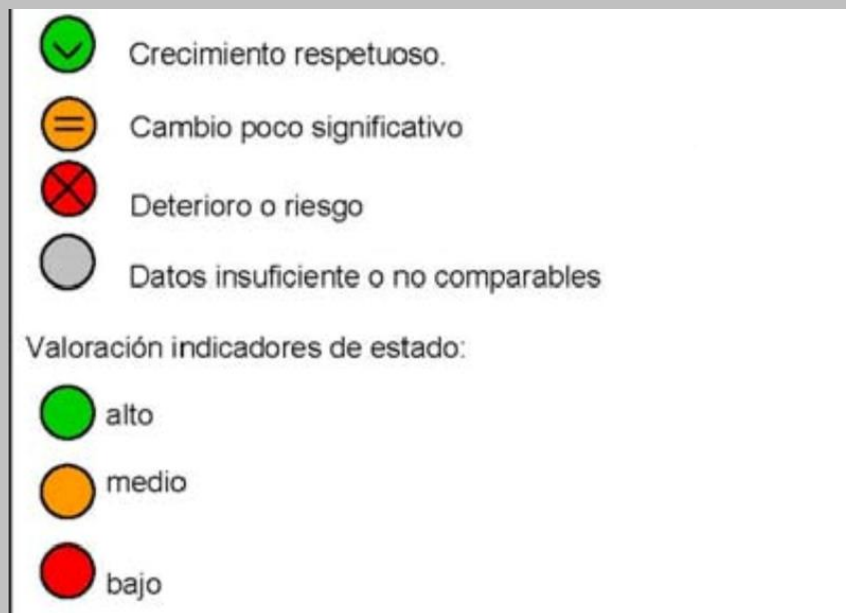 Crecimiento respetuoso.
Cambio poco significativo
Deterioro o riesgo
Datos insuficiente o no comparables
Valoración indicadores de estado:
alto
medio
bajo